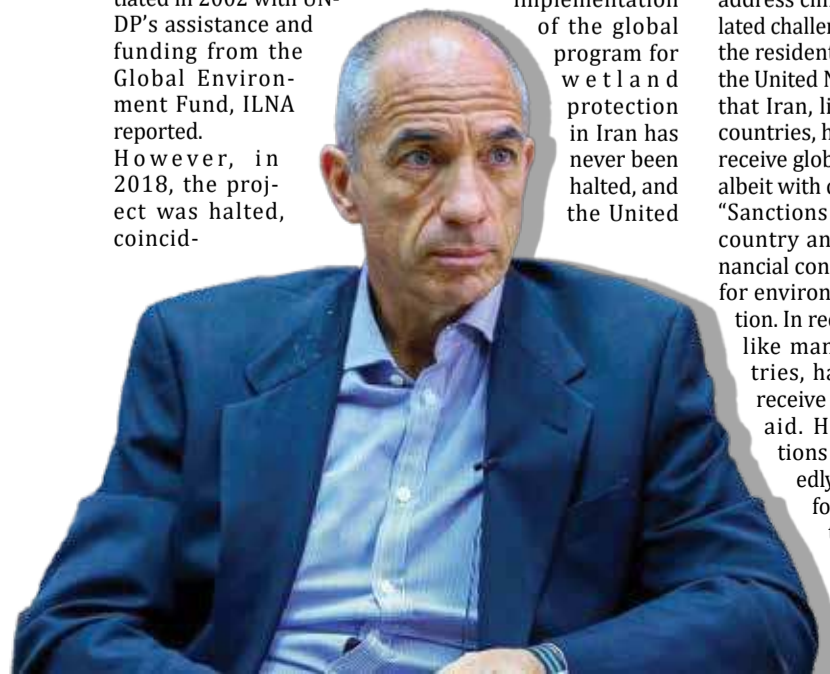 tiated in 2002 with UN-
DP's assistance and
funding from the
Global Environ-
ment Fund, ILNA
reported.
However, in
2018, the proj-
ect was halted,
coincid-
implementation
of the global
program for
wetland
protection
in Iran has
never been
halted, and
the United
address
lated challen
the resident
the United N
that Iran, li
countries, h
receive glob
albeit with
“Sanctions
country an
nancial con
for environ
tion. In rec
like man
tries, ha
receive
aid. H
tions
edly
fo